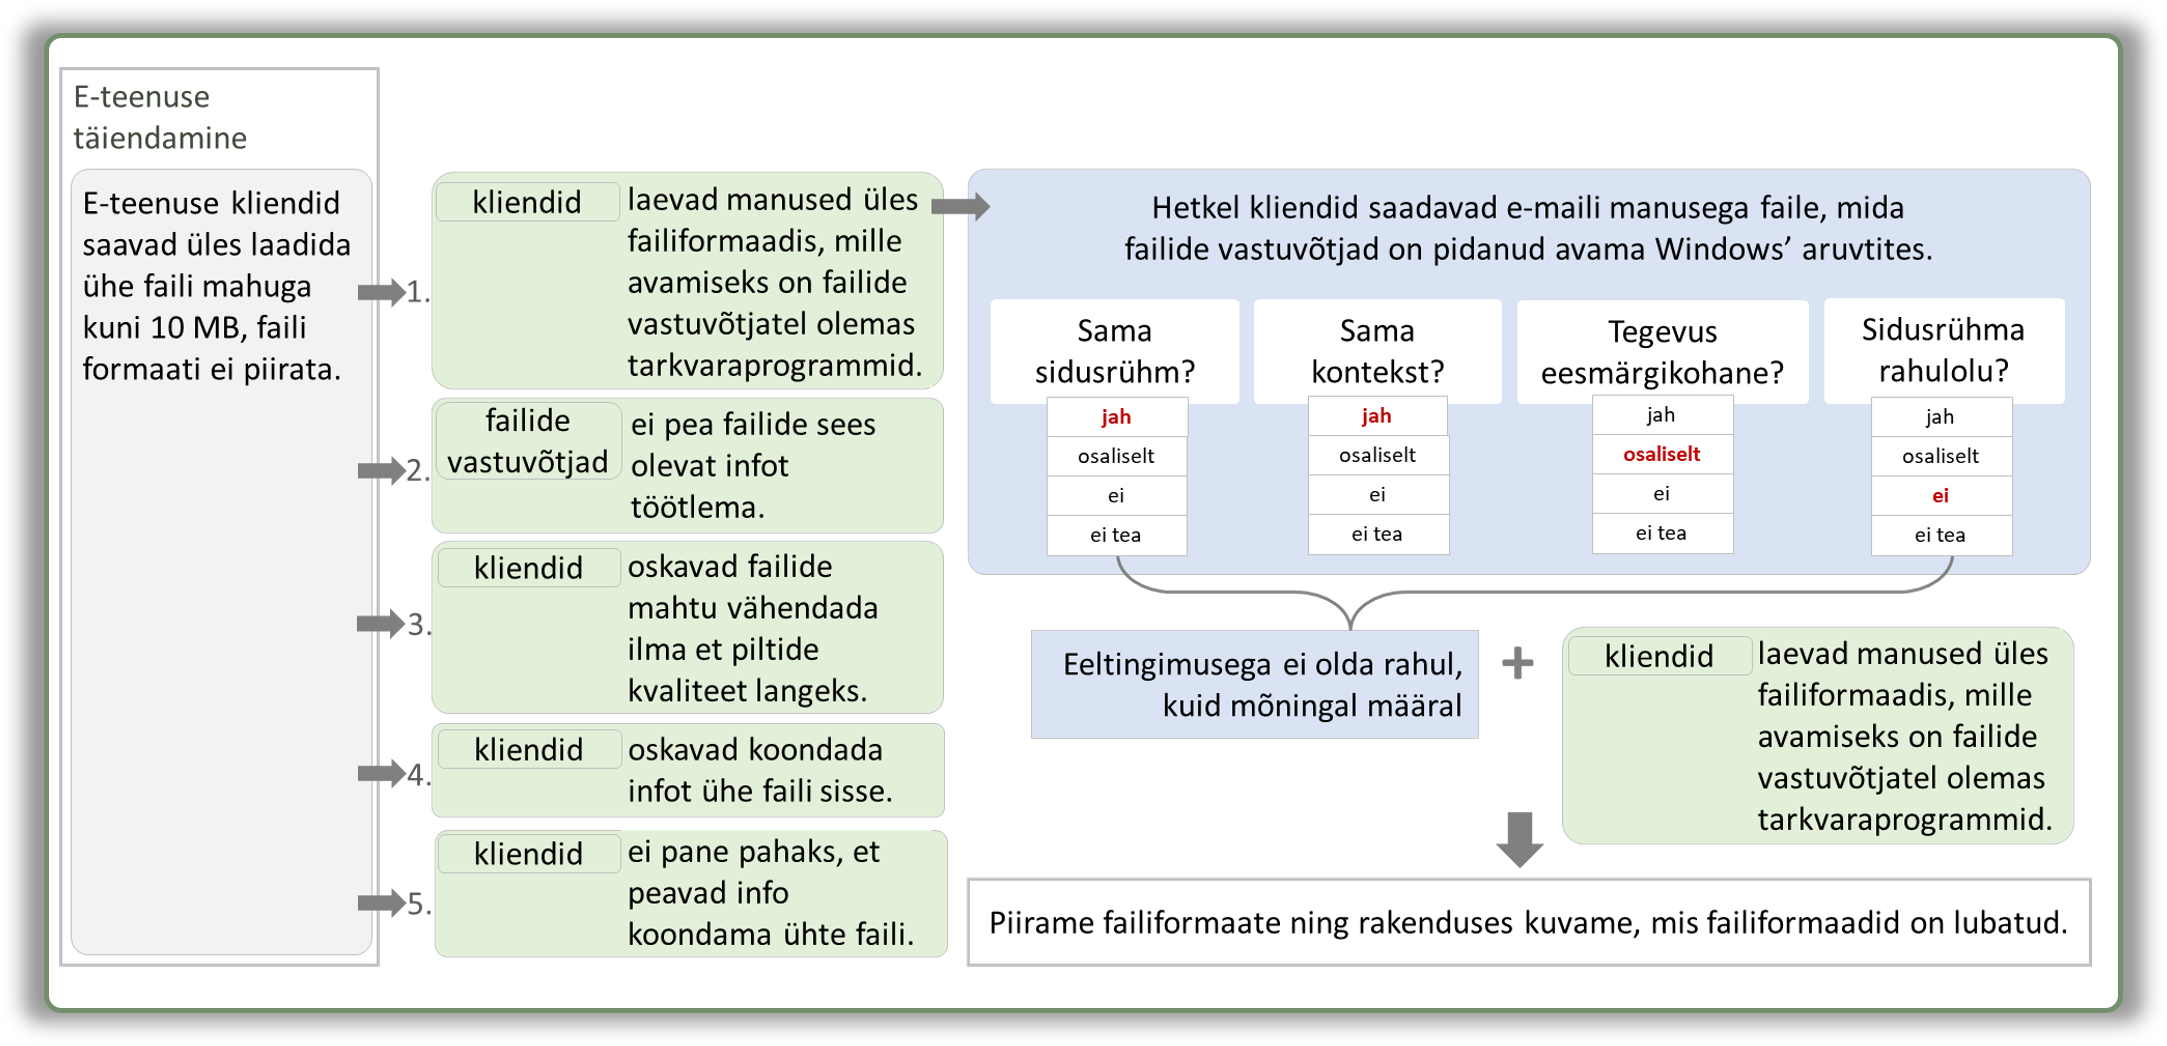 E-teenuse
täiendamine
E-teenuse kliendid
saavad üles laadida
ühe faili mahuga
kuni 10 MB, faili
formaati ei piirata.
1.
kliendid
laevad manused üles
failiformaadis, mille
avamiseks on failide
vastuvõtjatel olemas
tarkvaraprogrammid.
2.
failide
vastuvõtjad
ei pea failide sees
olevat infot
töötlema.
3.
kliendid
oskavad failide
mahtu vähendada
ilma et piltide
kvaliteet langeks.
4.
kliendid
oskavad koondada
infot ühe faili sisse.
5.
kliendid
ei pane pahaks, et
peavad info
koondama ühte faili.
Hetkel kliendid saadavad e-maili manusega faile, mida
failide vastuvõtjad on pidanud avama Windows’ aruvtites.
Sama
sidusrühm?
jah
osaliselt
ei
ei tea
Sama
kontekst?
jah
osaliselt
ei
ei tea
Tegevus
eesmärgikohane?
jah
osaliselt
ei
ei tea
Sidusrühma
rahulolu?
jah
osaliselt
ei
ei tea
Eeltingimusega ei olda rahul,
kuid mõningal määral
+
kliendid
laevad manused üles
failiformaadis, mille
avamiseks on failide
vastuvõtjatel olemas
tarkvaraprogrammid.
Piirame failiformaate ning rakenduses kuvame, mis failiformaadid on lubatud.